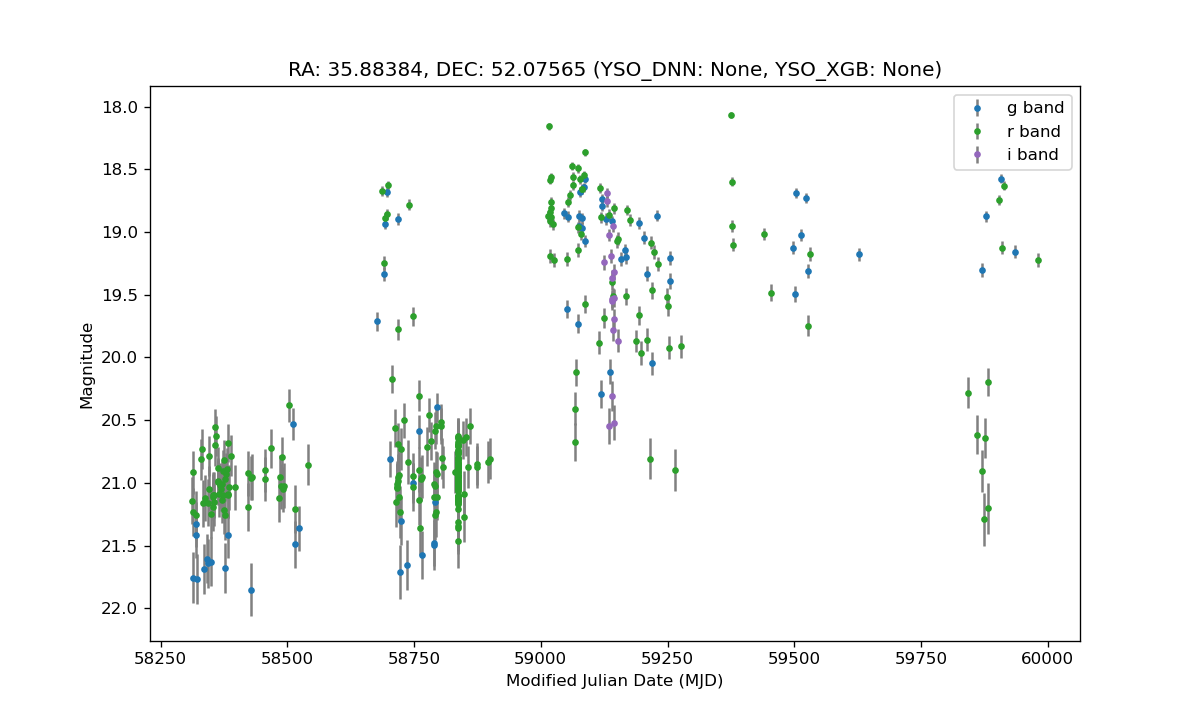 RA: 35.88384, DEC: 52.07565 (YSO_DNN: None, YSO_XGB: None)
g band
r band
i band
Magnitude
18.0
18.5
19.0
19.5
20.0
20.5
21.0
21.5
22.0
58250 58500 58750 59000 59250 59500 59750 60000
Modified Julian Date (MJD)